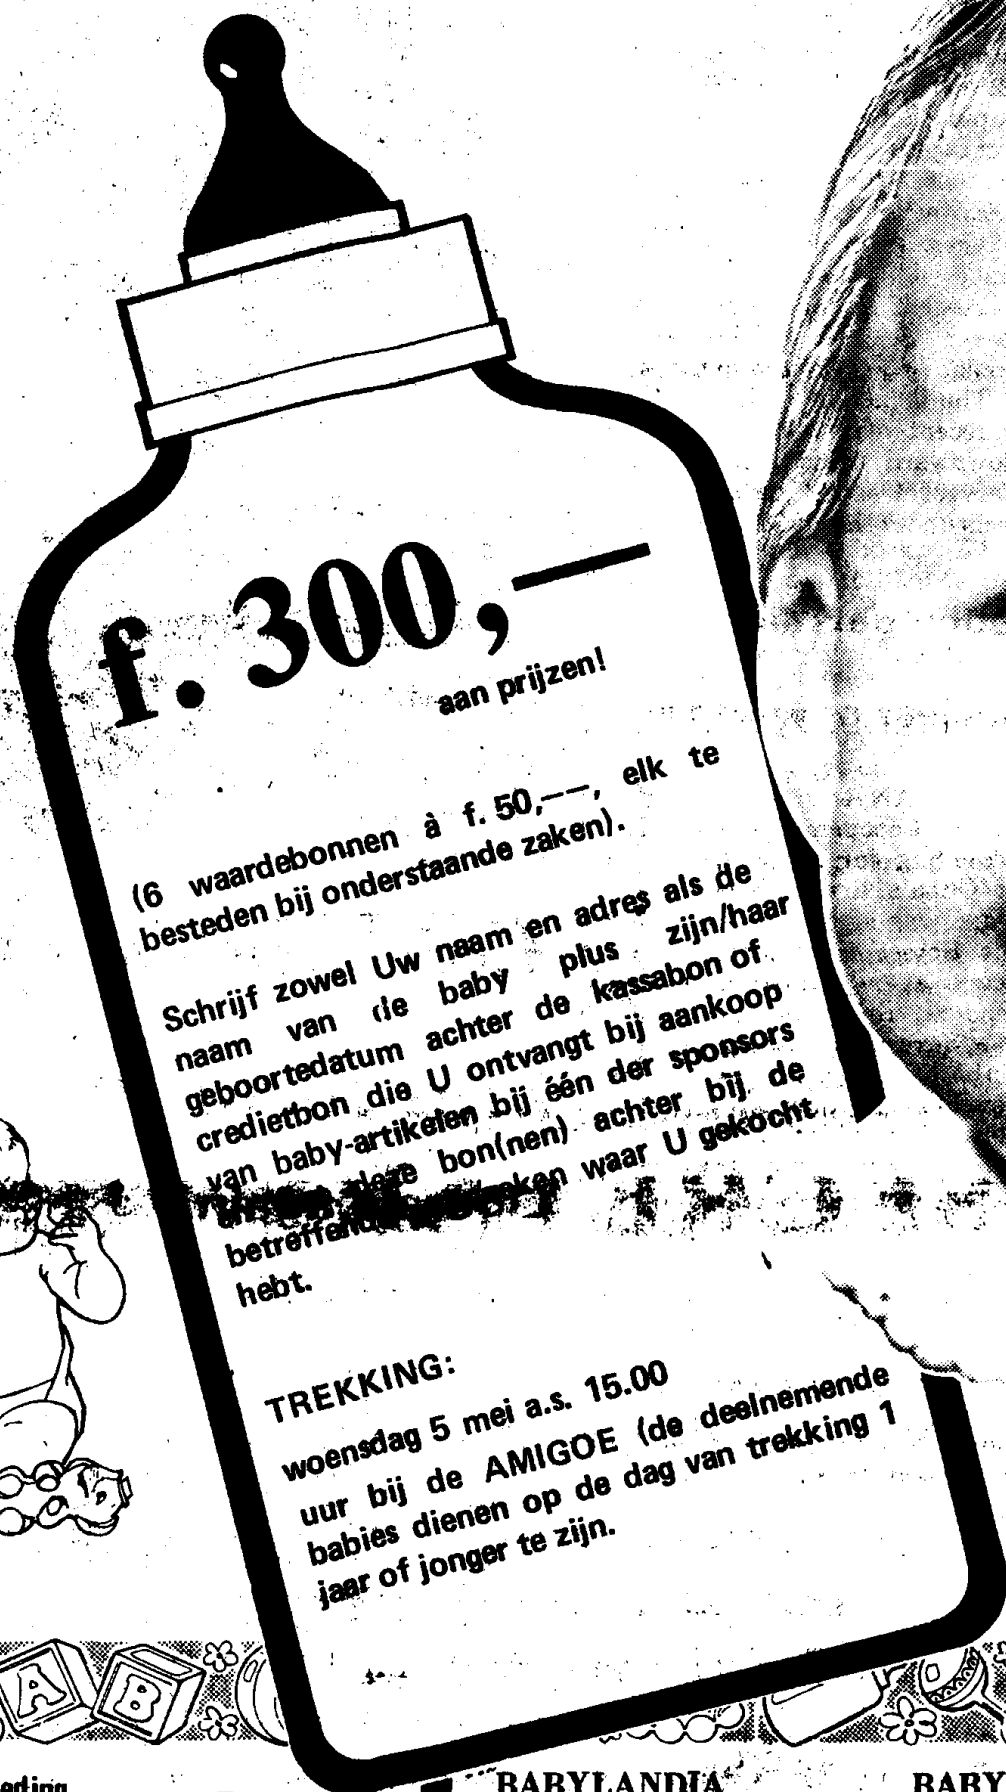 f. 300,—
aan prijzen!
(6 waardebonnen à f. 50,——, elk te
besteden bij onderstaande zaken).
Schrijf zowel Uw naam en adres als de
naam van de baby plus zijn/haar
geboortedatum achter de kassabon of
credietbon die U ontvangt bij aankoop
van baby-artikelen bij één der sponsors
deze bon(nen) achter bij de
waar U gekocht
hebt.
TREKKING:
woensdag 5 mei a.s. 15.00
uur bij de AMIGOE (de deelnemende
babies dienen op de dag van trekking 1
jaar of jonger te zijn.
A B
BABYLANDIA
BABY